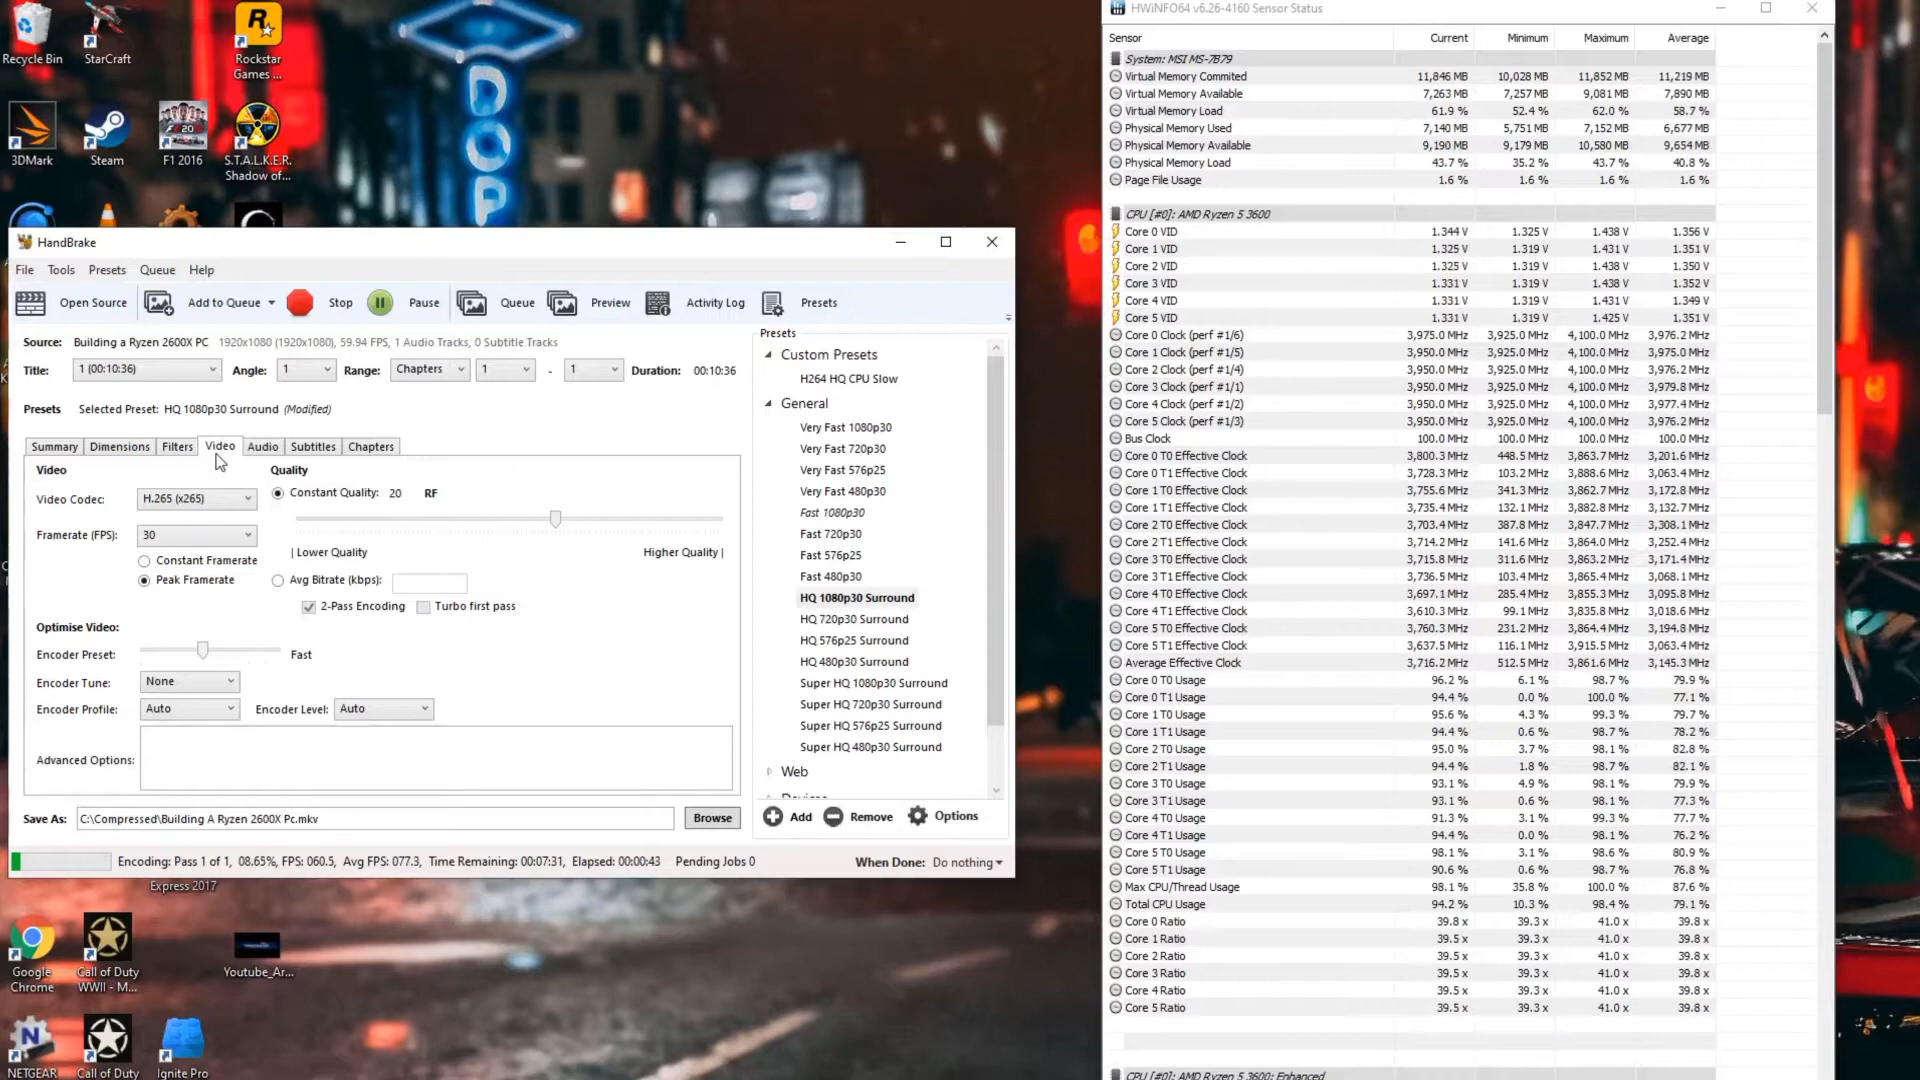 Recycle Bin
StarCraft
Rockstar
Games ...
3DMark
Steam
F1 2016
S.T.A.L.K.E.R.
Shadow of...
DOP
HandBrake
File Tools Presets Queue Help
Open Source Add to Queue Stop Pause Queue Preview Activity Log Presets
Source: Building a Ryzen 2600X PC 1920x1080 (1920x1080), 59.94 FPS, 1 Audio Tracks, 0 Subtitle Tracks
Title: 1 (00:10:36) Angle: 1 Range: Chapters 1 - 1 Duration: 00:10:36
Presets Selected Preset: HQ 1080p30 Surround (Modified)
Summary Dimensions Filters Video Audio Subtitles Chapters
Video
Video Codec: H.265 (x265)
Framerate (FPS): 30
Constant Framerate
Peak Framerate
Quality
Constant Quality: 20 RF
| Lower Quality Higher Quality |
Avg Bitrate (kbps):
2-Pass Encoding Turbo first pass
Optimise Video:
Encoder Preset: Fast
Encoder Tune: None
Encoder Profile: Auto Encoder Level: Auto
Advanced Options:
Save As: C:\Compressed\Building A Ryzen 2600X Pc.mkv Browse
Presets
Custom Presets
H264 HQ CPU Slow
General
Very Fast 1080p30
Very Fast 720p30
Very Fast 576p25
Very Fast 480p30
Fast 1080p30
Fast 720p30
Fast 576p25
Fast 480p30
HQ 1080p30 Surround
HQ 720p30 Surround
HQ 576p25 Surround
HQ 480p30 Surround
Super HQ 1080p30 Surround
Super HQ 720p30 Surround
Super HQ 576p25 Surround
Super HQ 480p30 Surround
Web
Devices
Add Remove Options
Encoding: Pass 1 of 1, 08.65%, FPS: 060.5, Avg FPS: 077.3, Time Remaining: 00:07:31, Elapsed: 00:00:43 Pending Jobs 0 When Done: Do nothing
Express 2017
Google
Chrome
Call of Duty
WWII - M...
Youtube_Ar...
NETGEAR
Call of Duty
Ignite Pro
HWiNFO64 v6.26-4160 Sensor Status
Sensor Current Minimum Maximum Average
System: MSI MS-7B79
Virtual Memory Commited 11,846 MB 10,028 MB 11,852 MB 11,219 MB
Virtual Memory Available 7,263 MB 7,257 MB 9,081 MB 7,890 MB
Virtual Memory Load 61.9 % 52.4 % 62.0 % 58.7 %
Physical Memory Used 7,140 MB 5,751 MB 7,152 MB 6,677 MB
Physical Memory Available 9,190 MB 9,179 MB 10,580 MB 9,654 MB
Physical Memory Load 43.7 % 35.2 % 43.7 % 40.8 %
Page File Usage 1.6 % 1.6 % 1.6 % 1.6 %
CPU [#0]: AMD Ryzen 5 3600
Core 0 VID 1.344 V 1.325 V 1.438 V 1.356 V
Core 1 VID 1.325 V 1.319 V 1.431 V 1.351 V
Core 2 VID 1.325 V 1.319 V 1.438 V 1.350 V
Core 3 VID 1.331 V 1.319 V 1.438 V 1.352 V
Core 4 VID 1.331 V 1.319 V 1.431 V 1.349 V
Core 5 VID 1.331 V 1.319 V 1.425 V 1.351 V
Core 0 Clock (perf #1/6) 3,975.0 MHz 3,925.0 MHz 4,100.0 MHz 3,976.2 MHz
Core 1 Clock (perf #1/5) 3,950.0 MHz 3,925.0 MHz 4,100.0 MHz 3,975.0 MHz
Core 2 Clock (perf #1/4) 3,950.0 MHz 3,925.0 MHz 4,100.0 MHz 3,976.2 MHz
Core 3 Clock (perf #1/1) 3,950.0 MHz 3,925.0 MHz 4,100.0 MHz 3,979.8 MHz
Core 4 Clock (perf #1/2) 3,950.0 MHz 3,925.0 MHz 4,100.0 MHz 3,977.4 MHz
Core 5 Clock (perf #1/3) 3,950.0 MHz 3,925.0 MHz 4,100.0 MHz 3,976.2 MHz
Bus Clock 100.0 MHz 100.0 MHz 100.0 MHz 100.0 MHz
Core 0 T0 Effective Clock 3,800.3 MHz 448.5 MHz 3,863.7 MHz 3,201.6 MHz
Core 0 T1 Effective Clock 3,728.3 MHz 103.2 MHz 3,888.6 MHz 3,063.4 MHz
Core 1 T0 Effective Clock 3,755.6 MHz 341.3 MHz 3,862.7 MHz 3,172.8 MHz
Core 1 T1 Effective Clock 3,735.4 MHz 132.1 MHz 3,882.8 MHz 3,132.7 MHz
Core 2 T0 Effective Clock 3,703.4 MHz 387.8 MHz 3,847.7 MHz 3,308.1 MHz
Core 2 T1 Effective Clock 3,714.2 MHz 141.6 MHz 3,864.0 MHz 3,252.4 MHz
Core 3 T0 Effective Clock 3,715.8 MHz 311.6 MHz 3,863.2 MHz 3,171.4 MHz
Core 3 T1 Effective Clock 3,736.5 MHz 103.4 MHz 3,865.4 MHz 3,068.1 MHz
Core 4 T0 Effective Clock 3,697.1 MHz 285.4 MHz 3,855.3 MHz 3,095.8 MHz
Core 4 T1 Effective Clock 3,610.3 MHz 99.1 MHz 3,835.8 MHz 3,018.6 MHz
Core 5 T0 Effective Clock 3,760.3 MHz 231.2 MHz 3,864.4 MHz 3,194.8 MHz
Core 5 T1 Effective Clock 3,637.5 MHz 116.1 MHz 3,915.5 MHz 3,063.4 MHz
Average Effective Clock 3,716.2 MHz 512.5 MHz 3,861.6 MHz 3,145.3 MHz
Core 0 T0 Usage 96.2 % 6.1 % 98.7 % 79.9 %
Core 0 T1 Usage 94.4 % 0.0 % 100.0 % 77.1 %
Core 1 T0 Usage 95.6 % 4.3 % 99.3 % 79.7 %
Core 1 T1 Usage 94.4 % 0.6 % 98.7 % 78.2 %
Core 2 T0 Usage 95.0 % 3.7 % 98.1 % 82.8 %
Core 2 T1 Usage 94.4 % 1.8 % 98.7 % 82.1 %
Core 3 T0 Usage 93.1 % 4.9 % 98.1 % 79.9 %
Core 3 T1 Usage 93.1 % 0.6 % 98.1 % 77.3 %
Core 4 T0 Usage 91.3 % 3.1 % 99.3 % 77.7 %
Core 4 T1 Usage 94.4 % 0.0 % 98.1 % 76.2 %
Core 5 T0 Usage 98.1 % 3.1 % 98.6 % 80.9 %
Core 5 T1 Usage 90.6 % 0.6 % 98.7 % 76.8 %
Max CPU/Thread Usage 98.1 % 35.8 % 100.0 % 87.6 %
Total CPU Usage 94.2 % 10.3 % 98.4 % 79.1 %
Core 0 Ratio 39.8 x 39.3 x 41.0 x 39.8 x
Core 1 Ratio 39.5 x 39.3 x 41.0 x 39.8 x
Core 2 Ratio 39.5 x 39.3 x 41.0 x 39.8 x
Core 3 Ratio 39.5 x 39.3 x 41.0 x 39.8 x
Core 4 Ratio 39.5 x 39.3 x 41.0 x 39.8 x
Core 5 Ratio 39.5 x 39.3 x 41.0 x 39.8 x
CPU [#0]: AMD Ryzen 5 3600: Enhanced